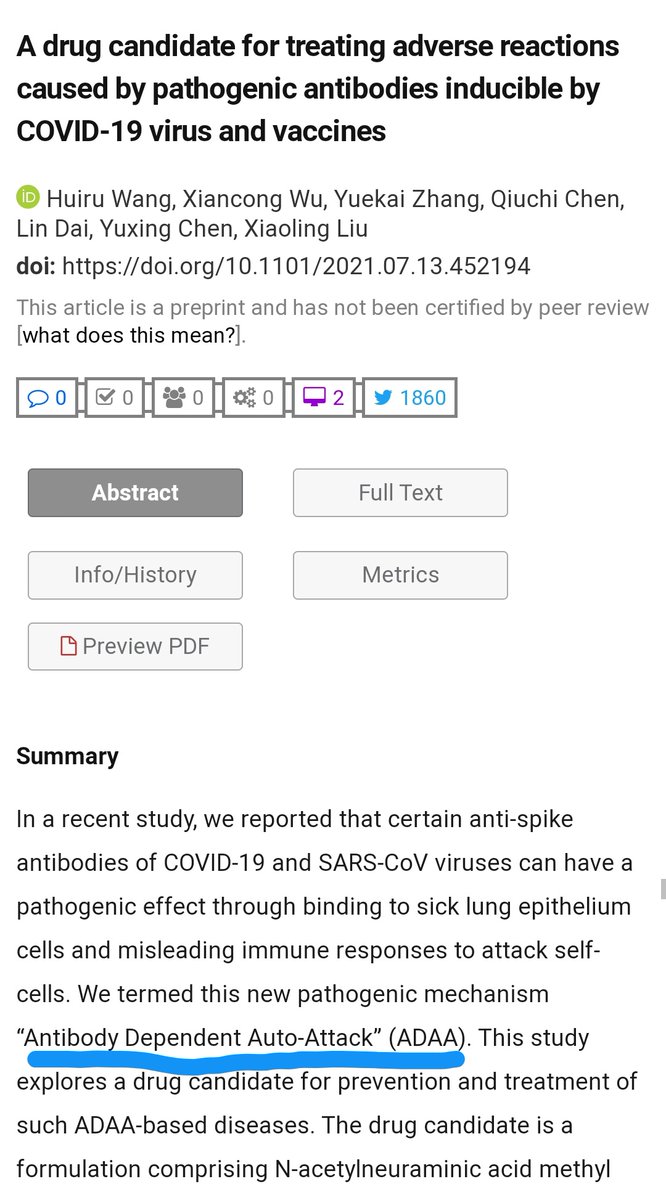 A drug candidate for treating adverse reactions
caused by pathogenic antibodies inducible by
COVID-19 virus and vaccines
iD Huiru Wang, Xiancong Wu, Yuekai Zhang, Qiuchi Chen,
Lin Dai, Yuxing Chen, Xiaoling Liu
doi: https://doi.org/10.1101/2021.07.13.452194
This article is a preprint and has not been certified by peer review
[what does this mean?].
0 0 0 0 2 1860
Abstract Full Text
Info/History Metrics
Preview PDF
Summary
In a recent study, we reported that certain anti-spike
antibodies of COVID-19 and SARS-CoV viruses can have a
pathogenic effect through binding to sick lung epithelium
cells and misleading immune responses to attack self-
cells. We termed this new pathogenic mechanism
“Antibody Dependent Auto-Attack” (ADAA). This study
explores a drug candidate for prevention and treatment of
such ADAA-based diseases. The drug candidate is a
formulation comprising N-acetylneuraminic acid methyl